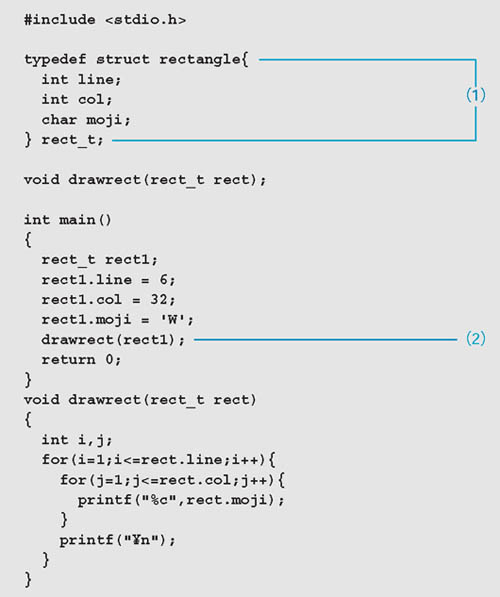 #include <stdio.h>
typedef struct rectangle{
int line;
(1)
int col;
char moji;
} rect_t;
void drawrect(rect_t rect);
int main()
{
rect_t rect1;
rect1.line = 6;
rect1.col = 32;
rect1.moji = 'W';
drawrect(rect1); (2)
return 0;
}
void drawrect(rect_t rect)
{
int i,j;
for(i=1;i<=rect.line;i++){
for(j=1;j<=rect.col;j++){
printf("%c",rect.moji);
}
printf("¥n");
}
}